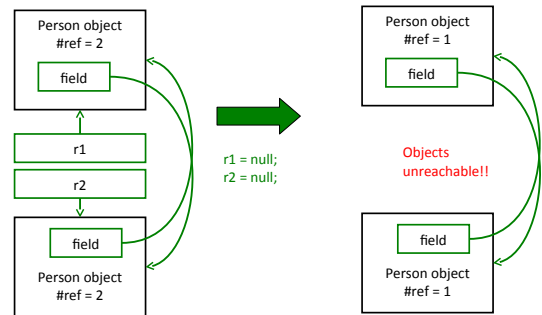 Person object
#ref = 2
field
r1
r2
field
Person object
#ref = 2
r1 = null;
r2 = null;
Person object
#ref = 1
field
Objects
unreachable!!
field
Person object
#ref = 1